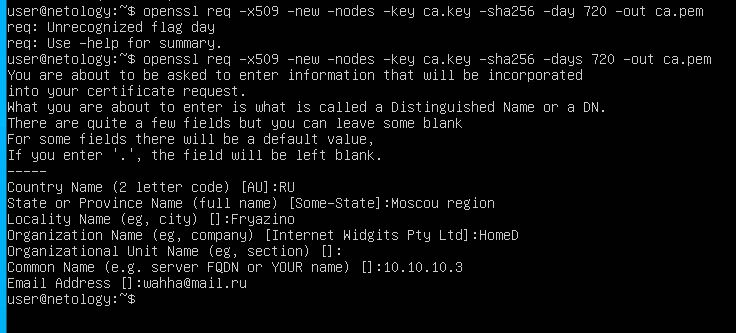 user@netology:~$ openssl req -x509 -new -nodes -key ca.key -sha256 -day 720 -out ca.pem
req: Unrecognized flag day
req: Use -help for summary.
user@netology:~$ openssl req -x509 -new -nodes -key ca.key -sha256 -days 720 -out ca.pem
You are about to be asked to enter information that will be incorporated
into your certificate request.
What you are about to enter is what is called a Distinguished Name or a DN.
There are quite a few fields but you can leave some blank
For some fields there will be a default value,
If you enter '.', the field will be left blank.
-----
Country Name (2 letter code) [AU]:RU
State or Province Name (full name) [Some-State]:Moscou region
Locality Name (eg, city) []:Fryazino
Organization Name (eg, company) [Internet Widgits Pty Ltd]:HomeD
Organizational Unit Name (eg, section) []:
Common Name (e.g. server FQDN or YOUR name) []:10.10.10.3
Email Address []:wahha@mail.ru
user@netology:~$